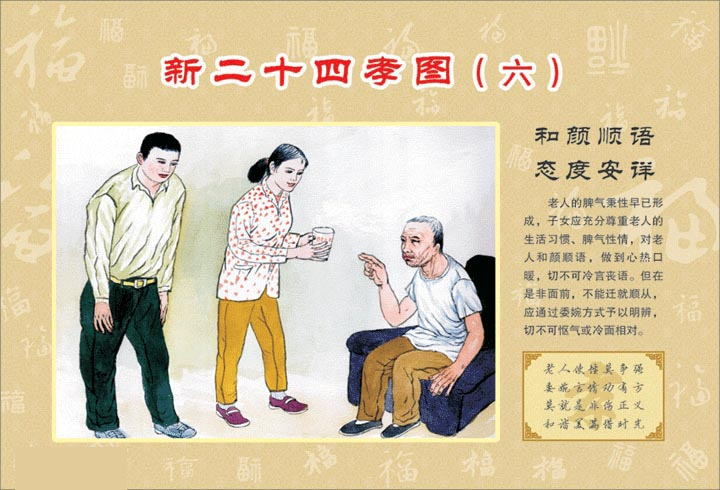 新二十四孝图（六）
和颜顺语
态度安详
老人的脾气秉性早已形
成，子女应充分尊重老人的
生活习惯、脾气性情，对老
人和颜顺语，做到心热口
暖，切不可冷言丧语。但在
是非面前，不能迁就顺从，
应通过委婉方式予以明辨，
切不可怄气或冷面相对。
老人使性莫争强
委婉言情劝有方
莫就是非伤正义
和谐美篇借时光